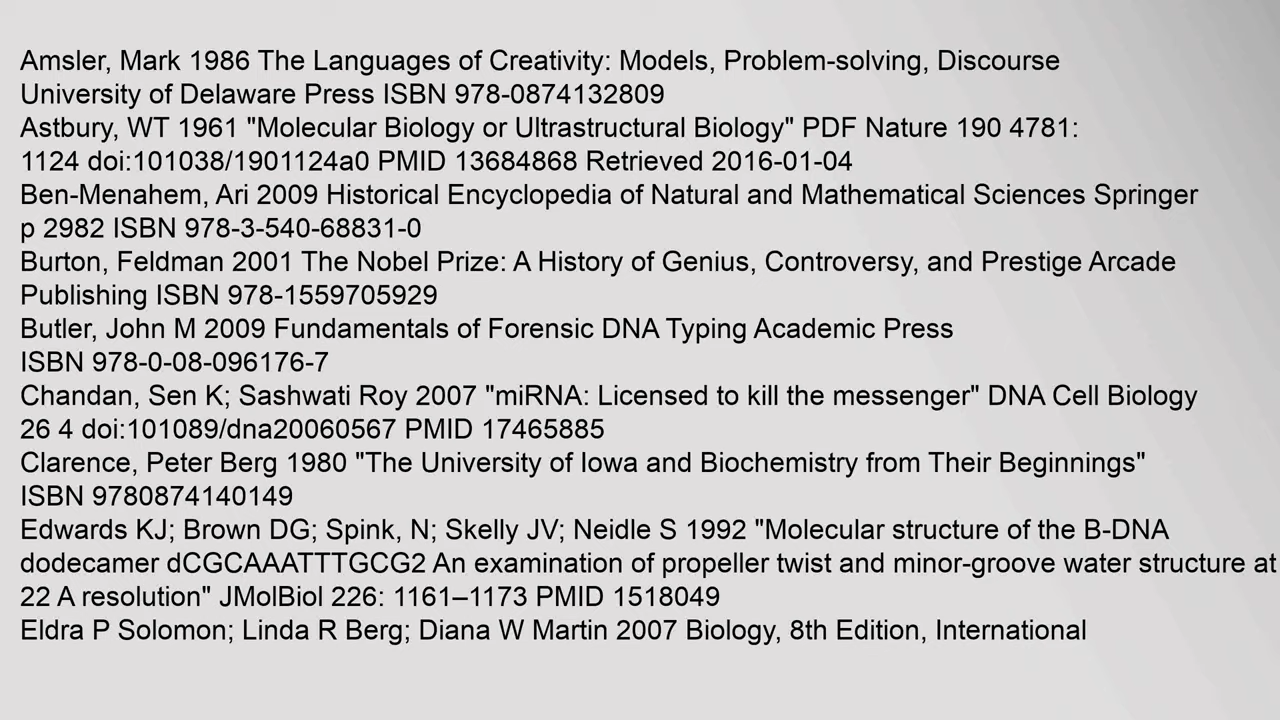 Amsler, Mark 1986 The Languages of Creativity: Models, Problem-solving, Discourse
University of Delaware Press ISBN 978-0874132809
Astbury, WT 1961 "Molecular Biology or Ultrastructural Biology" PDF Nature 190 4781:
1124 doi:101038/1901124a0 PMID 13684868 Retrieved 2016-01-04
Ben-Menahem, Ari 2009 Historical Encyclopedia of Natural and Mathematical Sciences Springer
p 2982 ISBN 978-3-540-68831-0
Burton, Feldman 2001 The Nobel Prize: A History of Genius, Controversy, and Prestige Arcade
Publishing ISBN 978-1559705929
Butler, John M 2009 Fundamentals of Forensic DNA Typing Academic Press
ISBN 978-0-08-096176-7
Chandan, Sen K; Sashwati Roy 2007 "miRNA: Licensed to kill the messenger" DNA Cell Biology
26 4 doi:101089/dna20060567 PMID 17465885
Clarence, Peter Berg 1980 "The University of Iowa and Biochemistry from Their Beginnings"
ISBN 9780874140149
Edwards KJ; Brown DG; Spink, N; Skelly JV; Neidle S 1992 "Molecular structure of the B-DNA
dodecamer dCGCAAATTTGCG2 An examination of propeller twist and minor-groove water structure at
22 A resolution" JMolBiol 226: 1161–1173 PMID 1518049
Eldra P Solomon; Linda R Berg; Diana W Martin 2007 Biology, 8th Edition, International